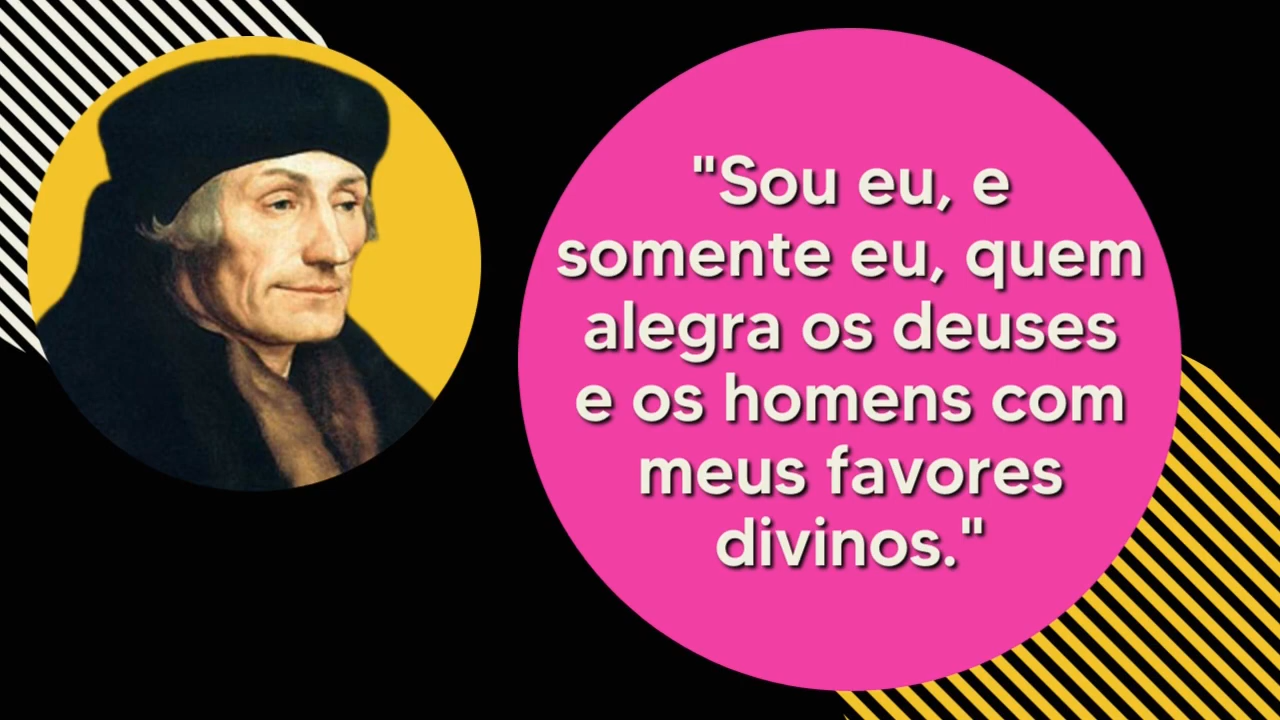 "Sou eu, e
somente eu, quem
alegra os deuses
e os homens com
meus favores
divinos."